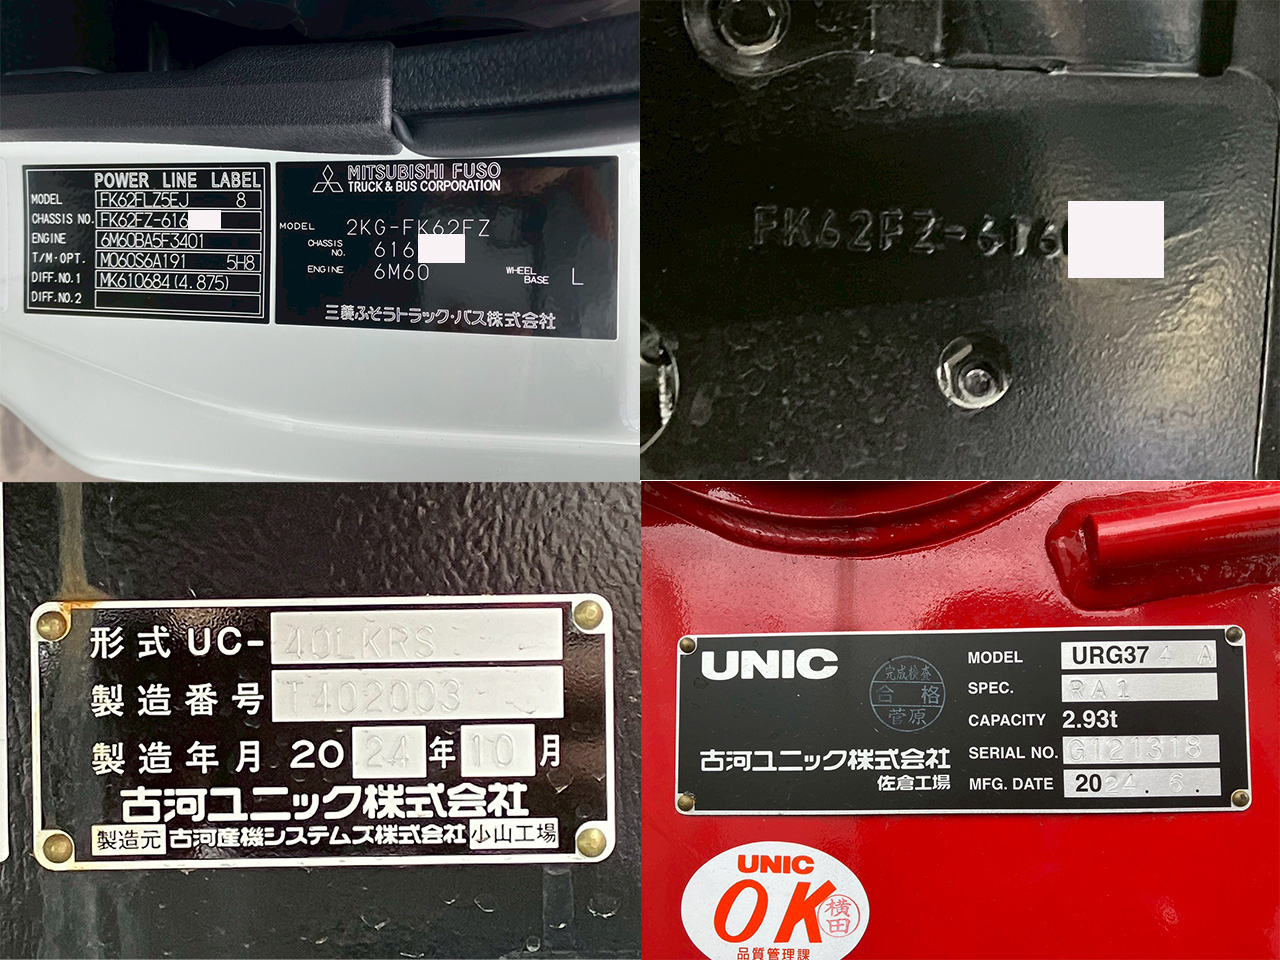 POWER LINE LABEL
MODEL FK62FLZ5EJ 8
CHASSIS NO. FK62FZ-616
ENGINE 6M60BA5F3401
T/M・OPT. M060S6A191 5H8
DIFF.NO.1 MK610684(4.875)
DIFF.NO.2
MITSUBISHI FUSO
TRUCK & BUS CORPORATION
MODEL 2KG-FK62FZ
CHASSIS NO. 616
ENGINE 6M60 WHEEL BASE L
三菱ふそうトラック・バス株式会社
FK62FZ-616
形式 UC- 40LKRS
製造番号 T402003
製造年月 2024年10月
古河ユニック株式会社
製造元 古河産機システムズ株式会社 小山工場
UNIC
完成検査
合格
菅原
MODEL URG374 A
SPEC. RA1
CAPACITY 2.93t
SERIAL NO. G121318
MFG. DATE 2024.6.
古河ユニック株式会社
佐倉工場
UNIC
OK
横田
品質管理課